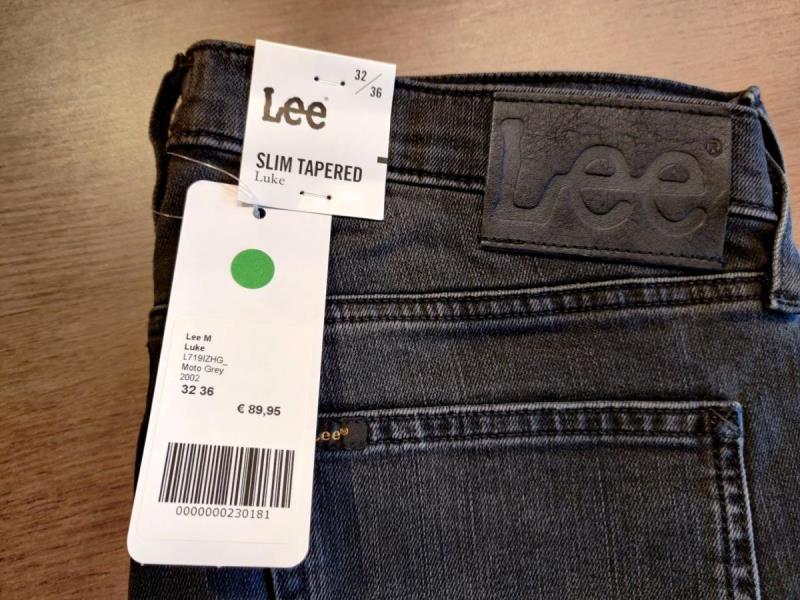 32/36
Lee®
SLIM TAPERED
Luke
Lee®
Lee M
Luke
L719IZHG_
Moto Grey
2002
32 36
€ 89,95
0000000230181
Lee®